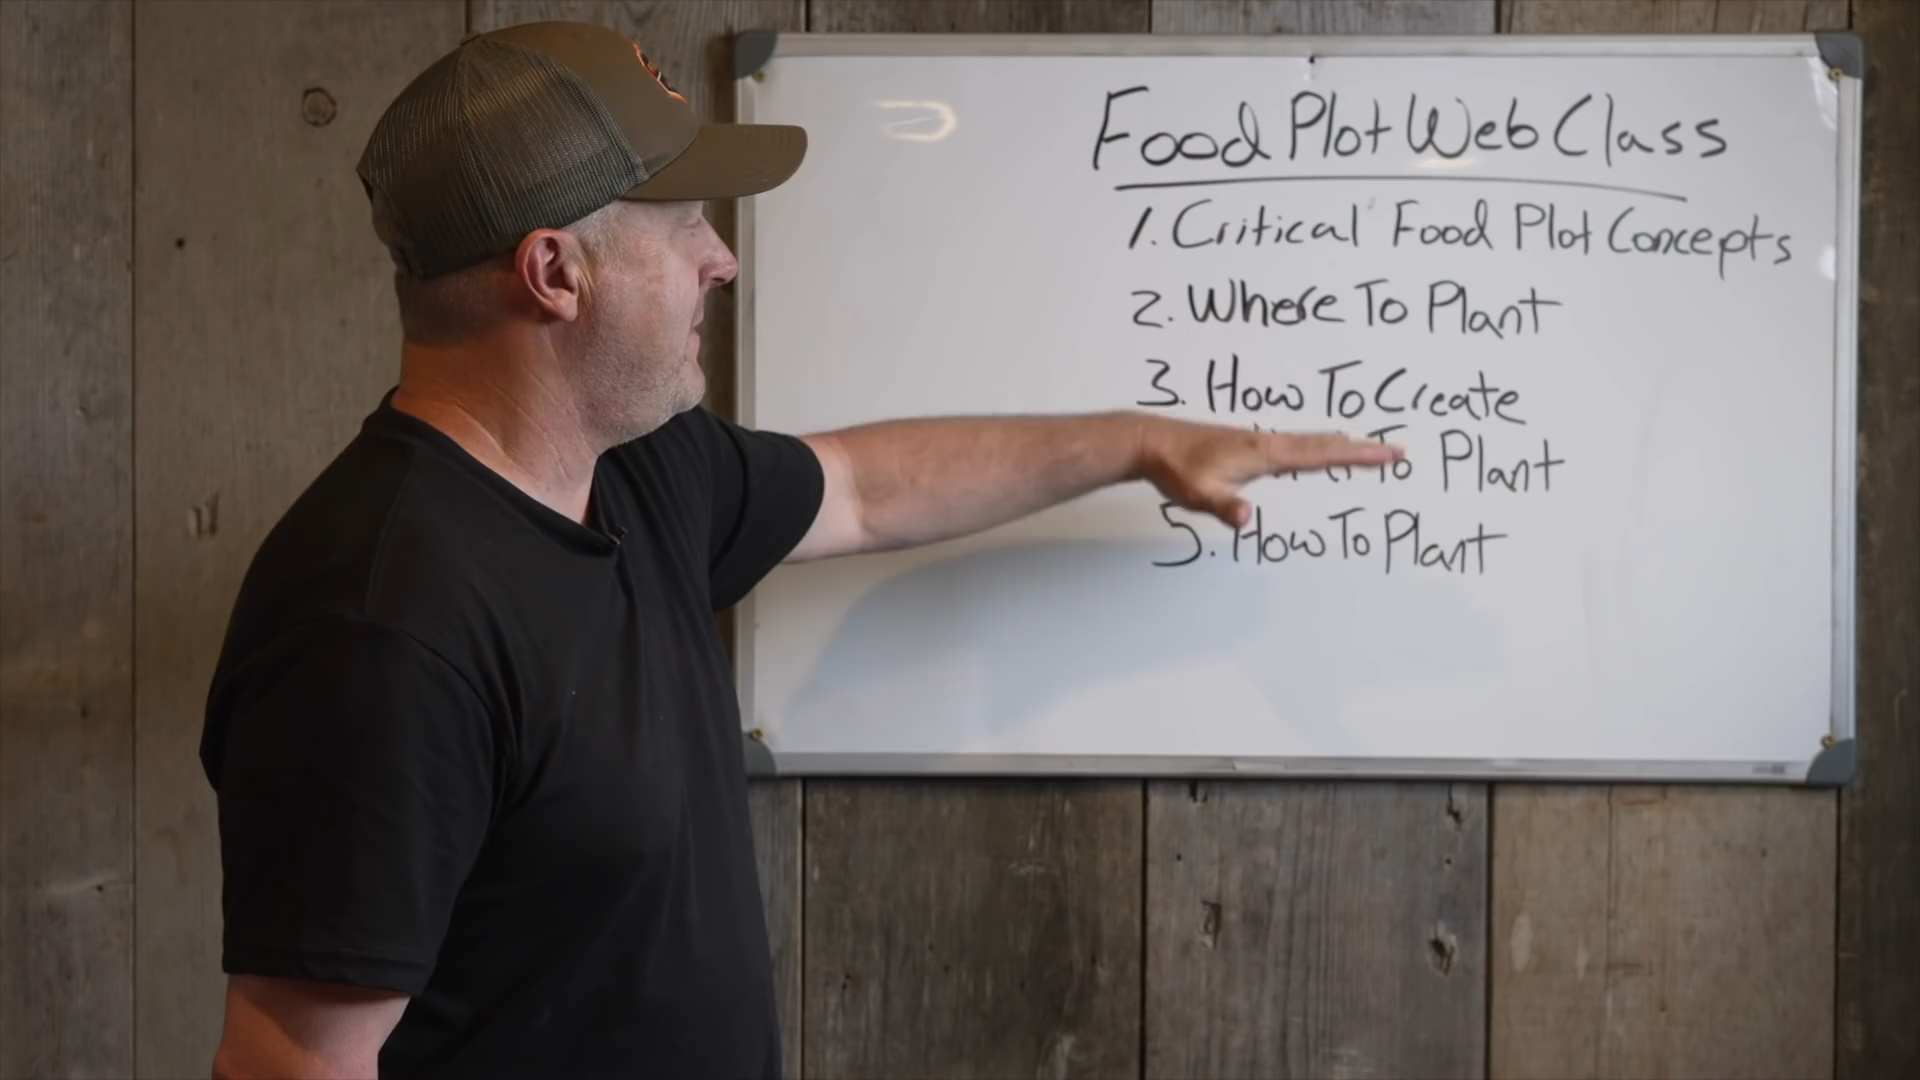 Food Plot Web Class
1. Critical Food Plot Concepts
2. Where To Plant
3. How To Create
To Plant
5. How To Plant